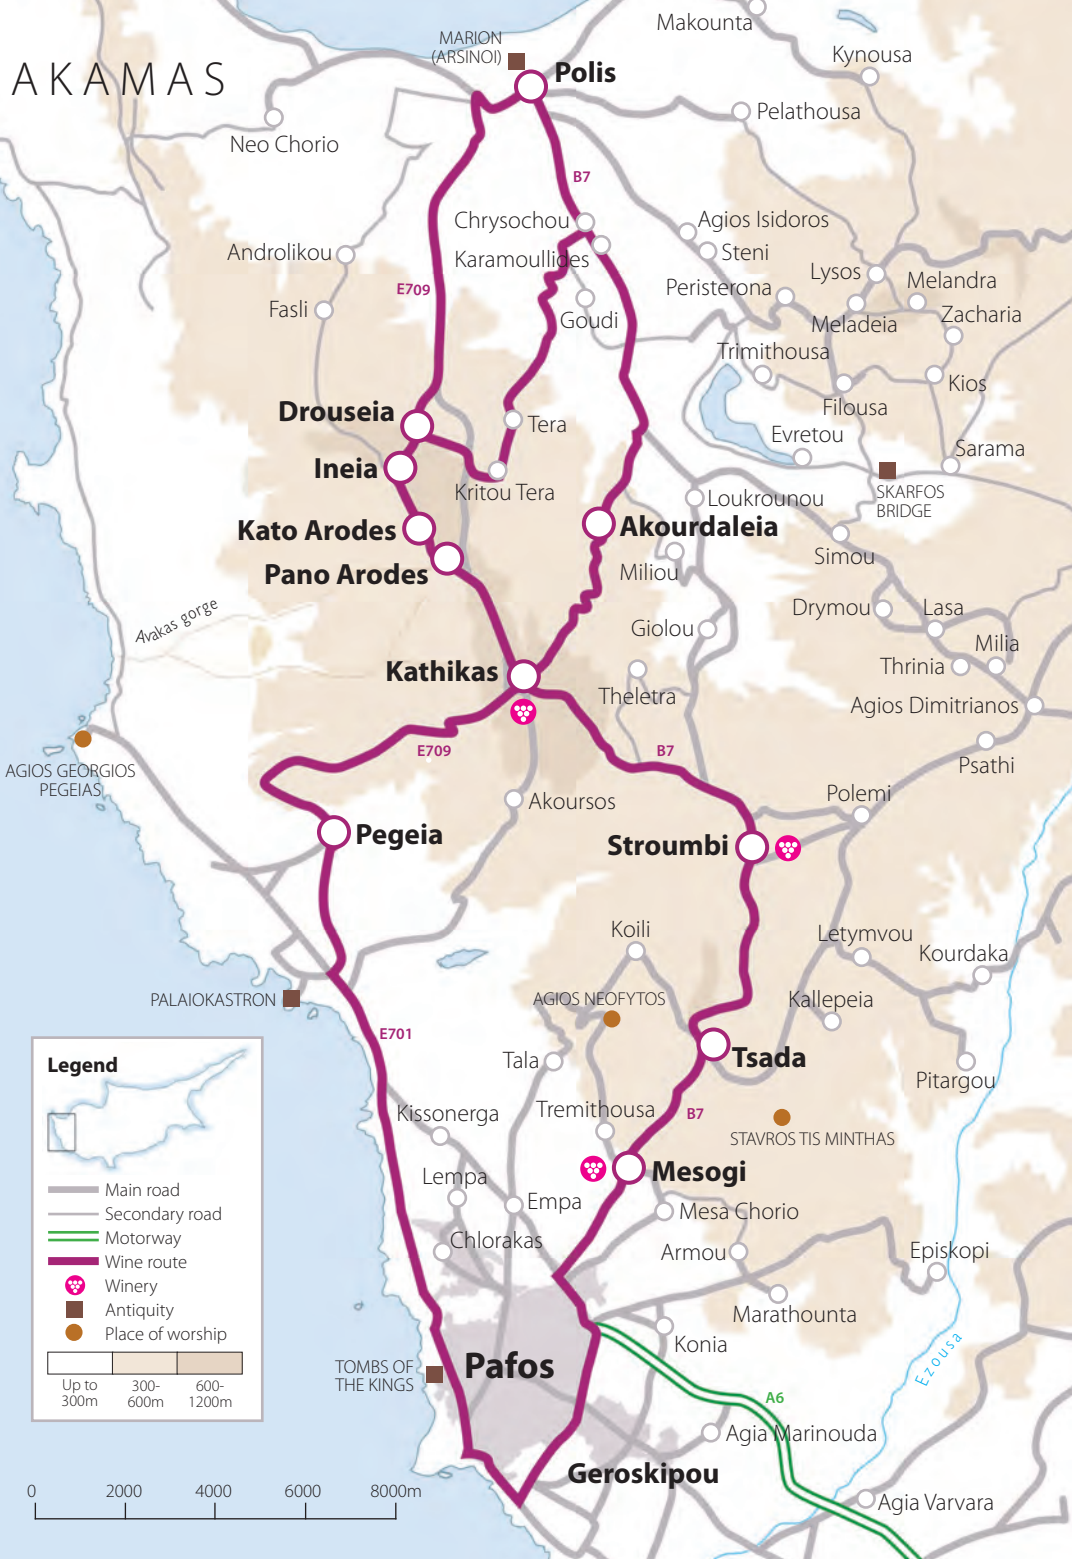 Makounta
MARION
(ARSINOI)
Kynousa
AKAMAS
Polis
Pelathousa
Neo Chorio
B7
Chrysochou
Agios Isidoros
Androlikou
Karamoullides
Steni
Lysos
Melandra
E709
Peristerona
Fasli
Goudi
Meladeia
Zacharia
Trimithousa
Kios
Drouseia
Filousa
Tera
Evretou
Ineia
Sarama
Kritou Tera
Loukrounou
SKARFOS
BRIDGE
Kato Arodes
Akourdaleia
Simou
Pano Arodes
Miliou
Avakas gorge
Drymou
Lasa
Giolou
Milia
Kathikas
Thrinia
Theletra
Agios Dimitrianos
E709
B7
AGIOS GEORGIOS
PEGEIAS
Psathi
Akoursos
Polemi
Pegeia
Stroumbi
Koili
Letymvou
Kourdaka
PALAIOKASTRON
AGIOS NEOFYTOS
Kallepeia
E701
Tala
Tsada
Pitargou
Kissonerga
Tremithousa
B7
STAVROS TIS MINTHAS
Lempa
Mesogi
Empa
Mesa Chorio
Chlorakas
Armou
Episkopi
Marathounta
Konia
Ezousa
TOMBS OF
THE KINGS
Pafos
A6
Agia Marinouda
Geroskipou
Agia Varvara
Legend
Main road
Secondary road
Motorway
Wine route
Winery
Antiquity
Place of worship
Up to
300m
300-
600m
600-
1200m
0 2000 4000 6000 8000m